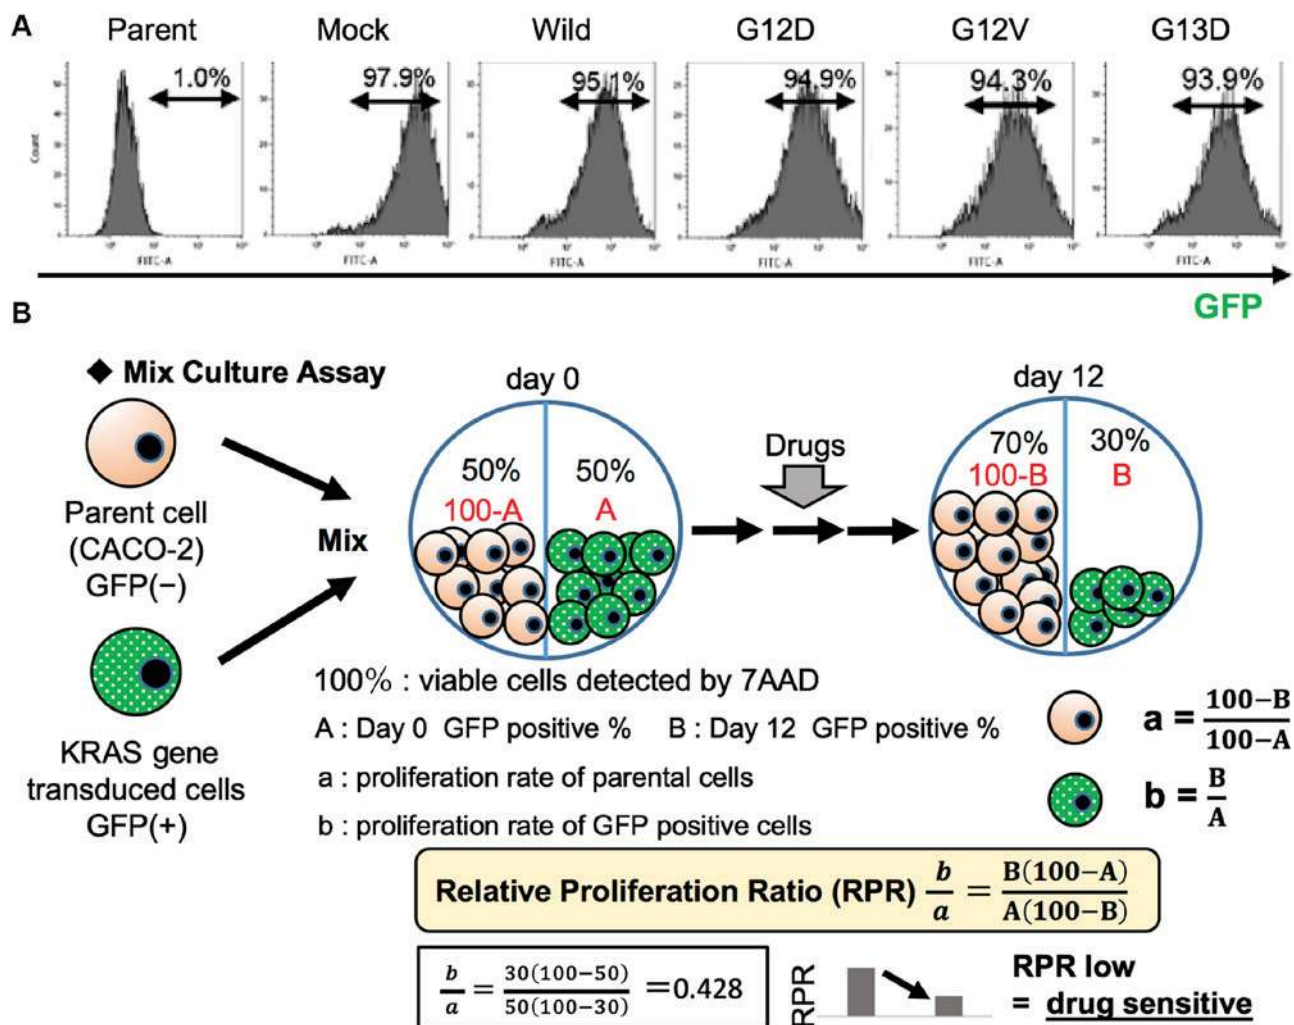 A
Parent Mock Wild G12D G12V G13D
1.0% 97.9% 95.1% 94.9% 94.3% 93.9%
Count
FITC-A FITC-A FITC-A FITC-A FITC-A FITC-A
GFP
B
◆ Mix Culture Assay
Parent cell
(CACO-2)
GFP(−)
KRAS gene
transduced cells
GFP(+)
Mix
day 0
50% 50%
100-A A
Drugs
day 12
70% 30%
100-B B
100% : viable cells detected by 7AAD
A : Day 0 GFP positive % B : Day 12 GFP positive %
a : proliferation rate of parental cells
b : proliferation rate of GFP positive cells
a = 100−B / 100−A
b = B / A
Relative Proliferation Ratio (RPR) b/a = B(100−A) / A(100−B)
b/a = 30(100−50) / 50(100−30) =0.428
RPR
RPR low
= drug sensitive